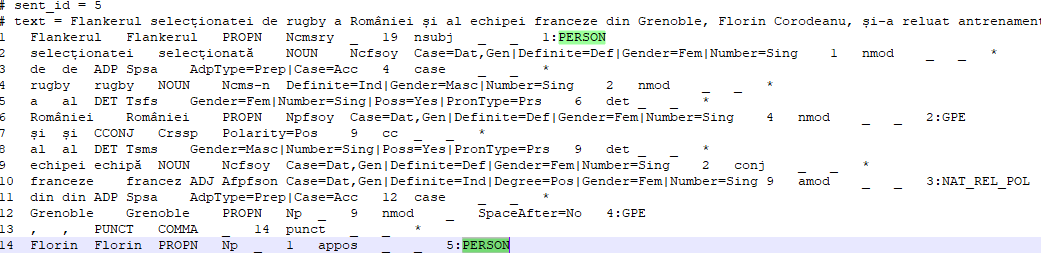 # sent_id = 5
# text = Flankerul selecționatei de rugby a României și al echipei franceze din Grenoble, Florin Corodeanu, și-a reluat antrenament
1 Flankerul Flankerul PROPN Ncmsry _ 19 nsubj _ _ 1:PERSON
2 selecționatei selecționată NOUN Ncfsoy Case=Dat,Gen|Definite=Def|Gender=Fem|Number=Sing 1 nmod _ _ *
3 de de ADP Spsa AdpType=Prep|Case=Acc 4 case _ _ *
4 rugby rugby NOUN Ncms-n Definite=Ind|Gender=Masc|Number=Sing 2 nmod _ _ *
5 a al DET Tsfs Gender=Fem|Number=Sing|Poss=Yes|PronType=Prs 6 det _ _ *
6 României România PROPN Npfsoy Case=Dat,Gen|Definite=Def|Gender=Fem|Number=Sing 4 nmod _ _ 2:GPE
7 și și CCONJ Crssp Polarity=Pos 9 cc _ _ *
8 al al DET Tsms Gender=Masc|Number=Sing|Poss=Yes|PronType=Prs 9 det _ _ *
9 echipei echipă NOUN Ncfsoy Case=Dat,Gen|Definite=Def|Gender=Fem|Number=Sing 2 conj _ _ *
10 franceze francez ADJ Afpfson Case=Dat,Gen|Definite=Ind|Degree=Pos|Gender=Fem|Number=Sing 9 amod _ _ 3:NAT_REL_POL
11 din din ADP Spsa AdpType=Prep|Case=Acc 12 case _ _ *
12 Grenoble Grenoble PROPN Np _ 9 nmod _ SpaceAfter=No 4:GPE
13 , , PUNCT COMMA _ 14 punct _ _ *
14 Florin Florin PROPN Np _ 1 appos _ _ 5:PERSON